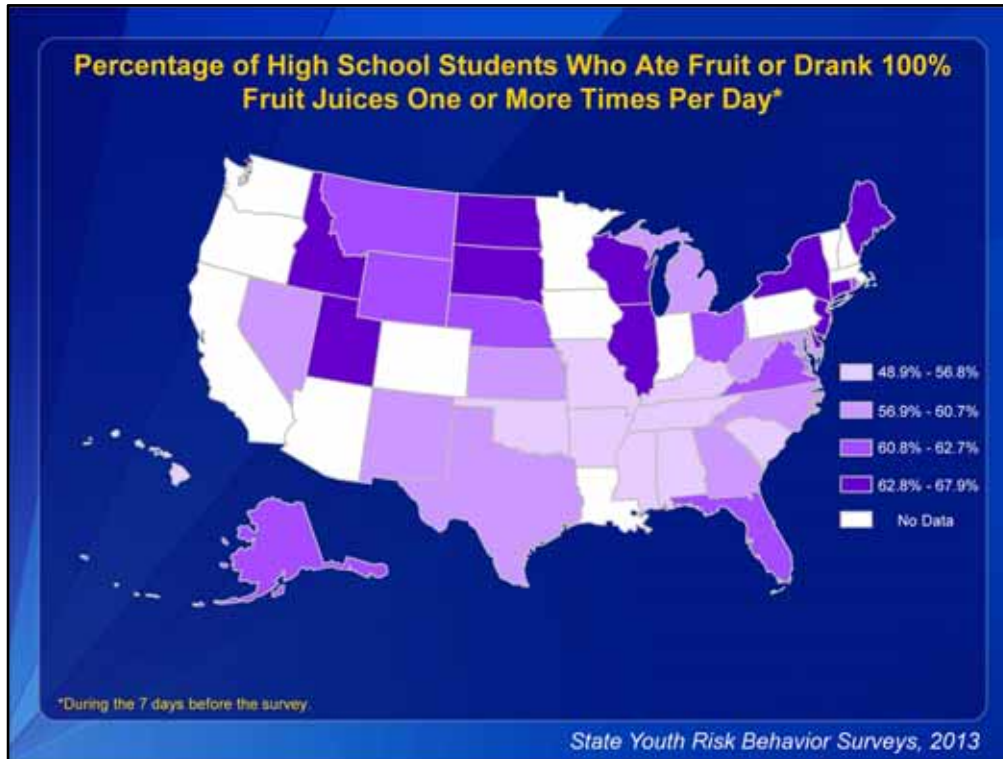 Percentage of High School Students Who Ate Fruit or Drank 100%
Fruit Juices One or More Times Per Day*
48.9% - 56.8%
56.9% - 60.7%
60.8% - 62.7%
62.8% - 67.9%
No Data
*During the 7 days before the survey.
State Youth Risk Behavior Surveys, 2013